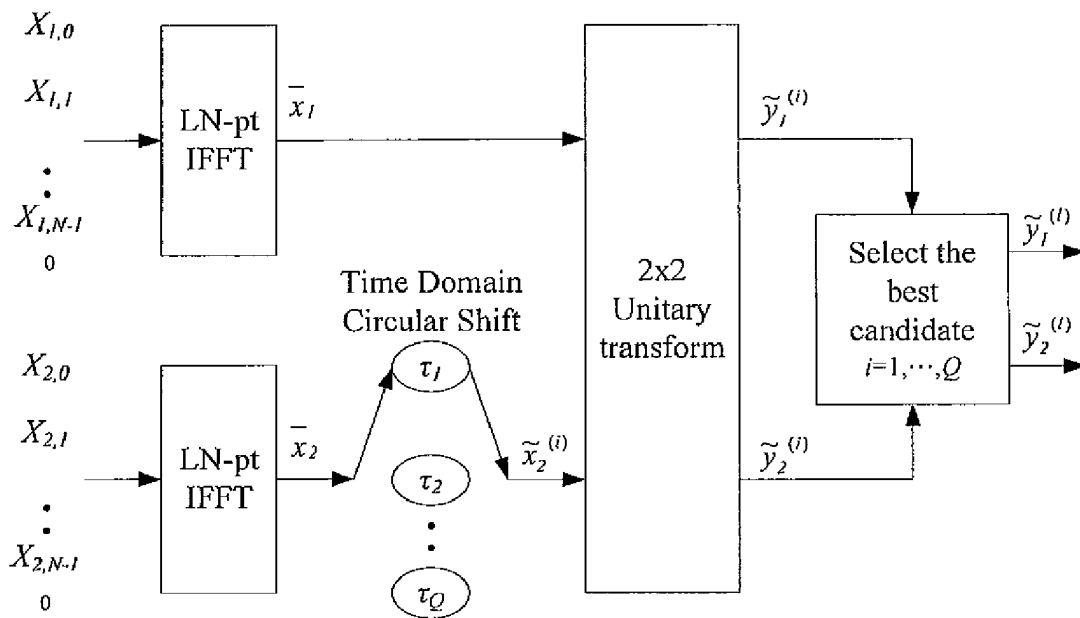 X1,0
X1,1
X1,N-1
0
LN-pt
IFFT
x̄1
Time Domain
Circular Shift
X2,0
X2,1
X2,N-1
0
LN-pt
IFFT
x̄2
τ1
τ2
τQ
x̃2(i)
2x2
Unitary
transform
ỹ1(i)
ỹ2(i)
Select the
best
candidate
i=1,⋯,Q
ỹ1(I)
ỹ2(I)